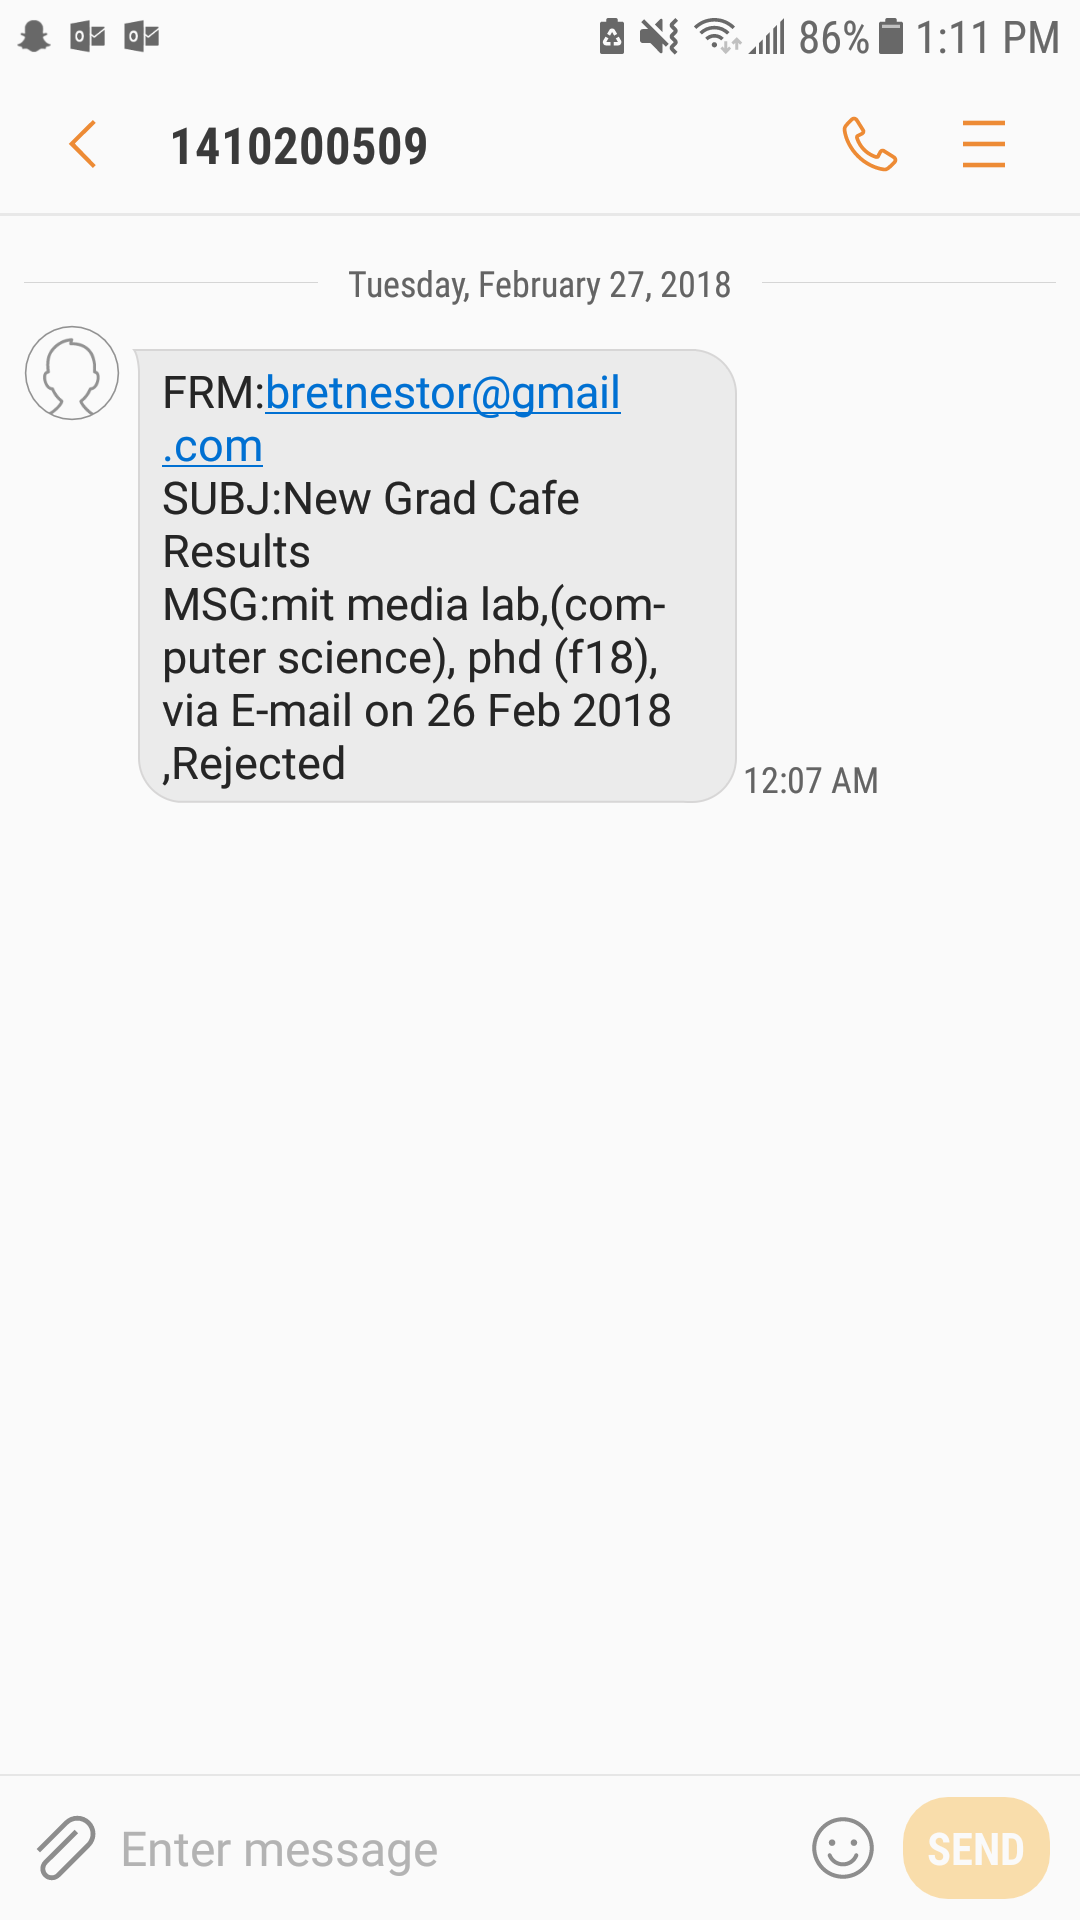 86% 1:11 PM
1410200509
Tuesday, February 27, 2018
FRM:bretnestor@gmail
.com
SUBJ:New Grad Cafe
Results
MSG:mit media lab,(com-
puter science), phd (f18),
via E-mail on 26 Feb 2018
,Rejected
12:07 AM
Enter message
SEND